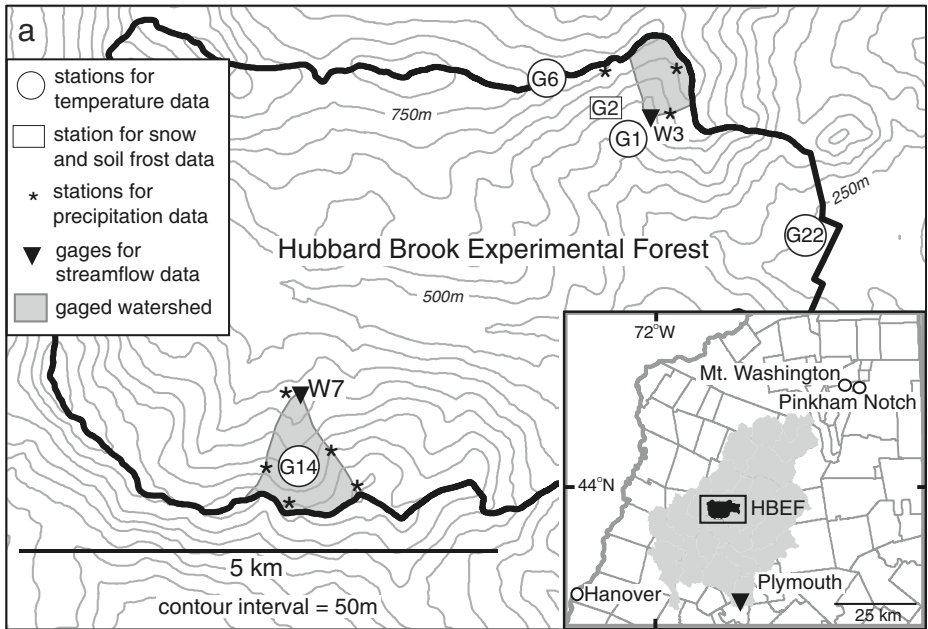 a
stations for
temperature data
station for snow
and soil frost data
* stations for
precipitation data
gages for
streamflow data
gaged watershed
G6
G2
G1
W3
750m
250m
G22
Hubbard Brook Experimental Forest
500m
W7
G14
5 km
contour interval = 50m
72°W
Mt. Washington
Pinkham Notch
44°N
HBEF
Plymouth
Hanover
25 km